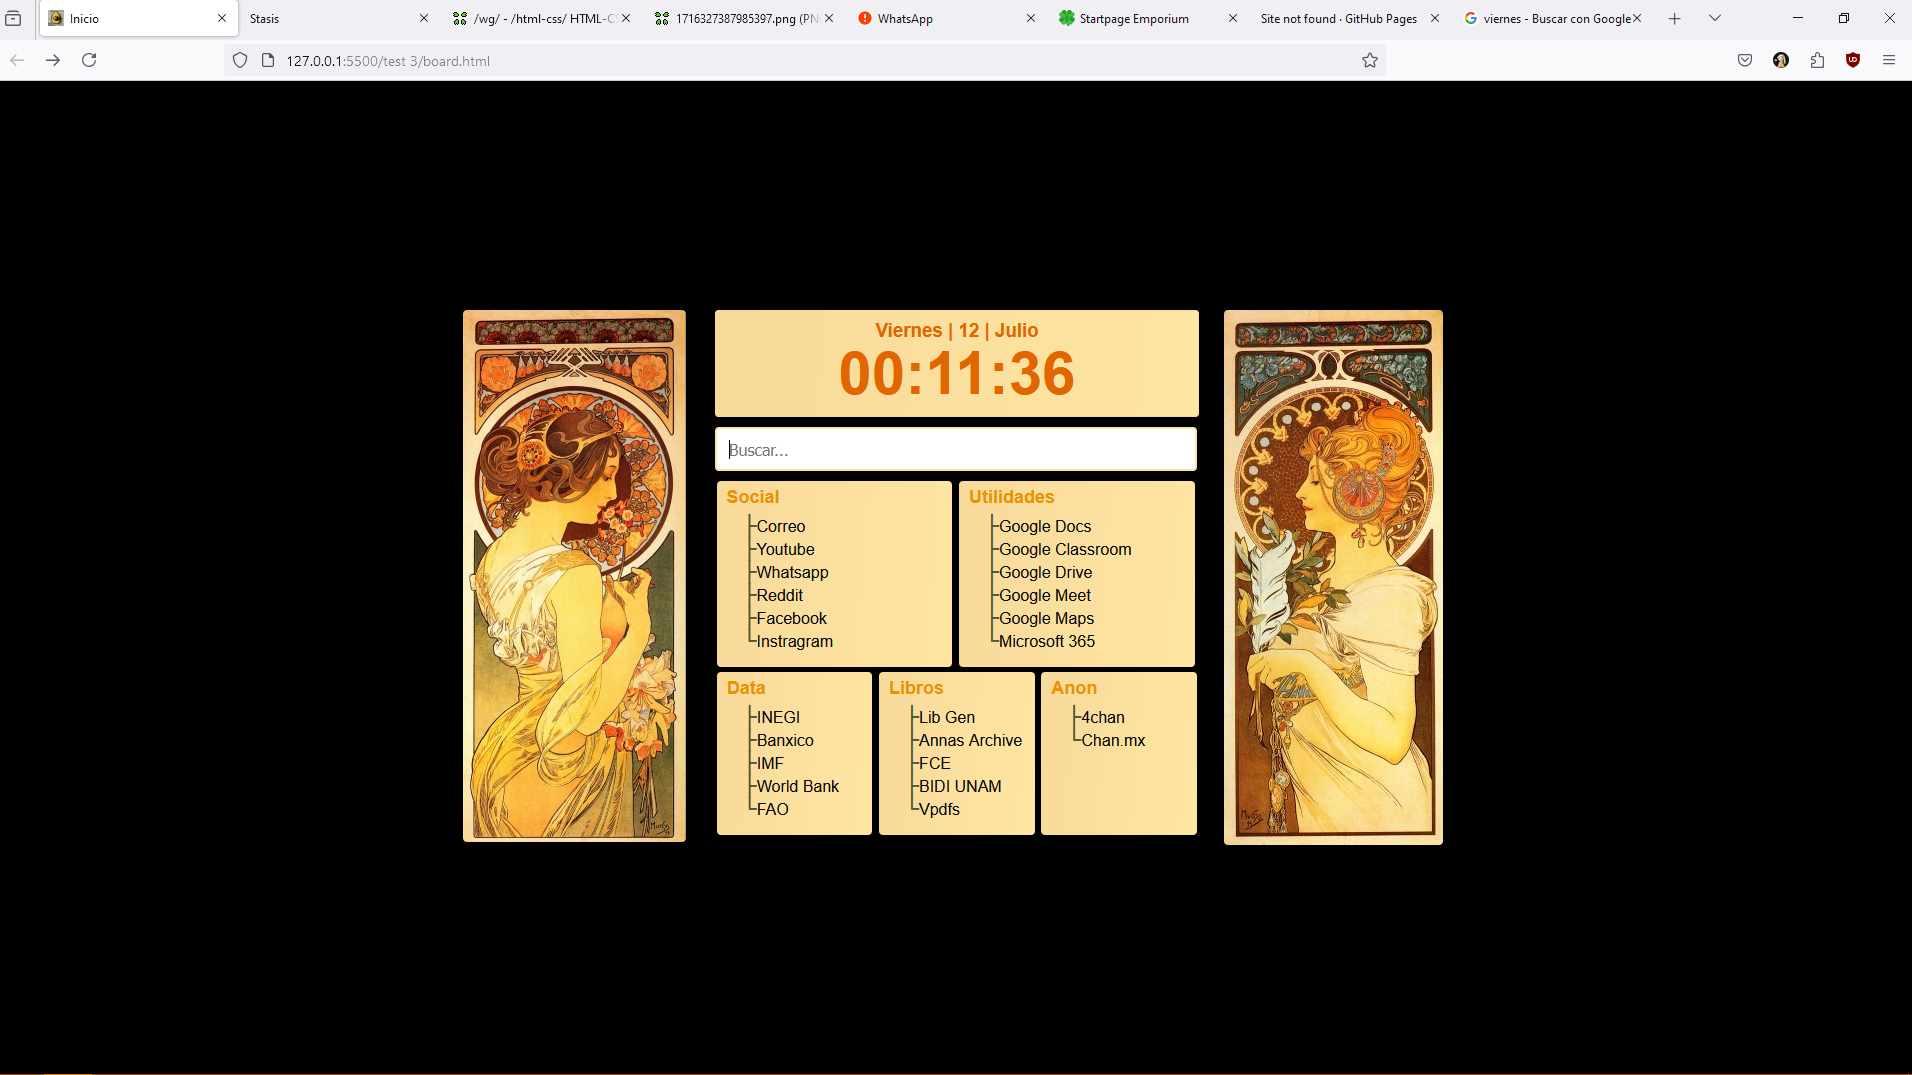 Inicio
Stasis
/wg/ - /html-css/ HTML-C
1716327387985397.png (PN
WhatsApp
Startpage Emporium
Site not found · GitHub Pages
viernes - Buscar con Google
127.0.0.1:5500/test 3/board.html
Viernes | 12 | Julio
00:11:36
Buscar...
Social
Correo
Youtube
Whatsapp
Reddit
Facebook
Instragram
Utilidades
Google Docs
Google Classroom
Google Drive
Google Meet
Google Maps
Microsoft 365
Data
INEGI
Banxico
IMF
World Bank
FAO
Libros
Lib Gen
Annas Archive
FCE
BIDI UNAM
Vpdfs
Anon
4chan
Chan.mx
Mucha